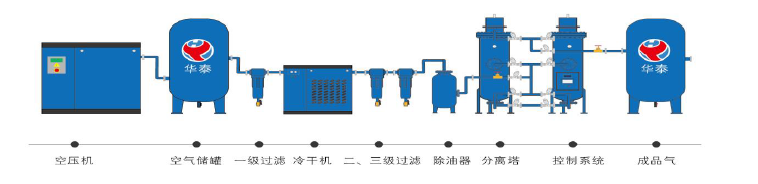 华泰
华泰
空压机
空气储罐
一级过滤
冷干机
二、三级过滤
除油器
分离塔
控制系统
成品气